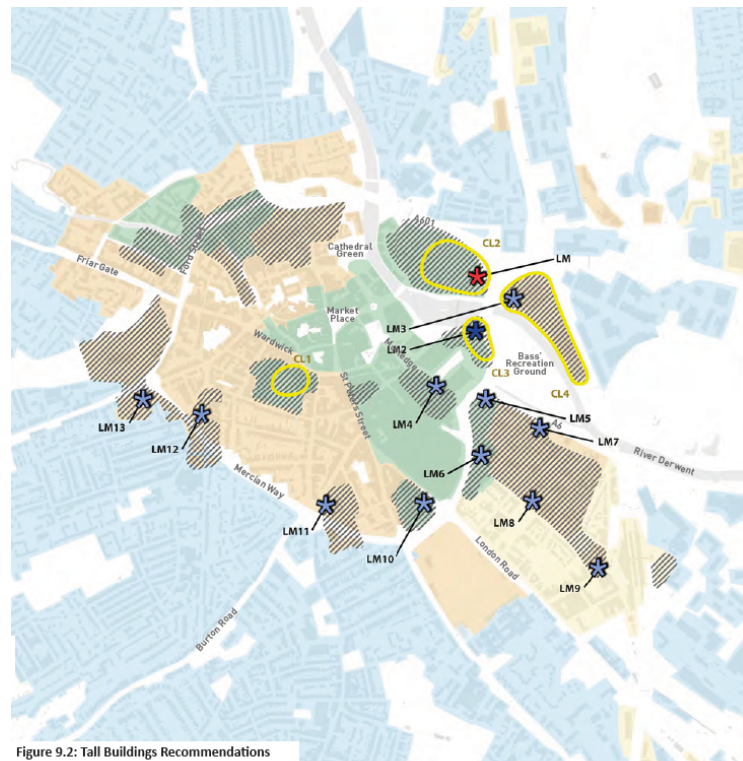 A601
CL2
LM
Ford Street
Cathedral
Green
Friar Gate
Market
Place
LM3
LM2
Wardwick
CL1
Bass'
Recreation
Ground
CL3
CL4
St Peters Street
LM4
LM5
A6
LM7
LM13
LM12
LM6
River Derwent
Mercian Way
LM8
LM11
LM10
London Road
LM9
Burton Road
Figure 9.2: Tall Buildings Recommendations